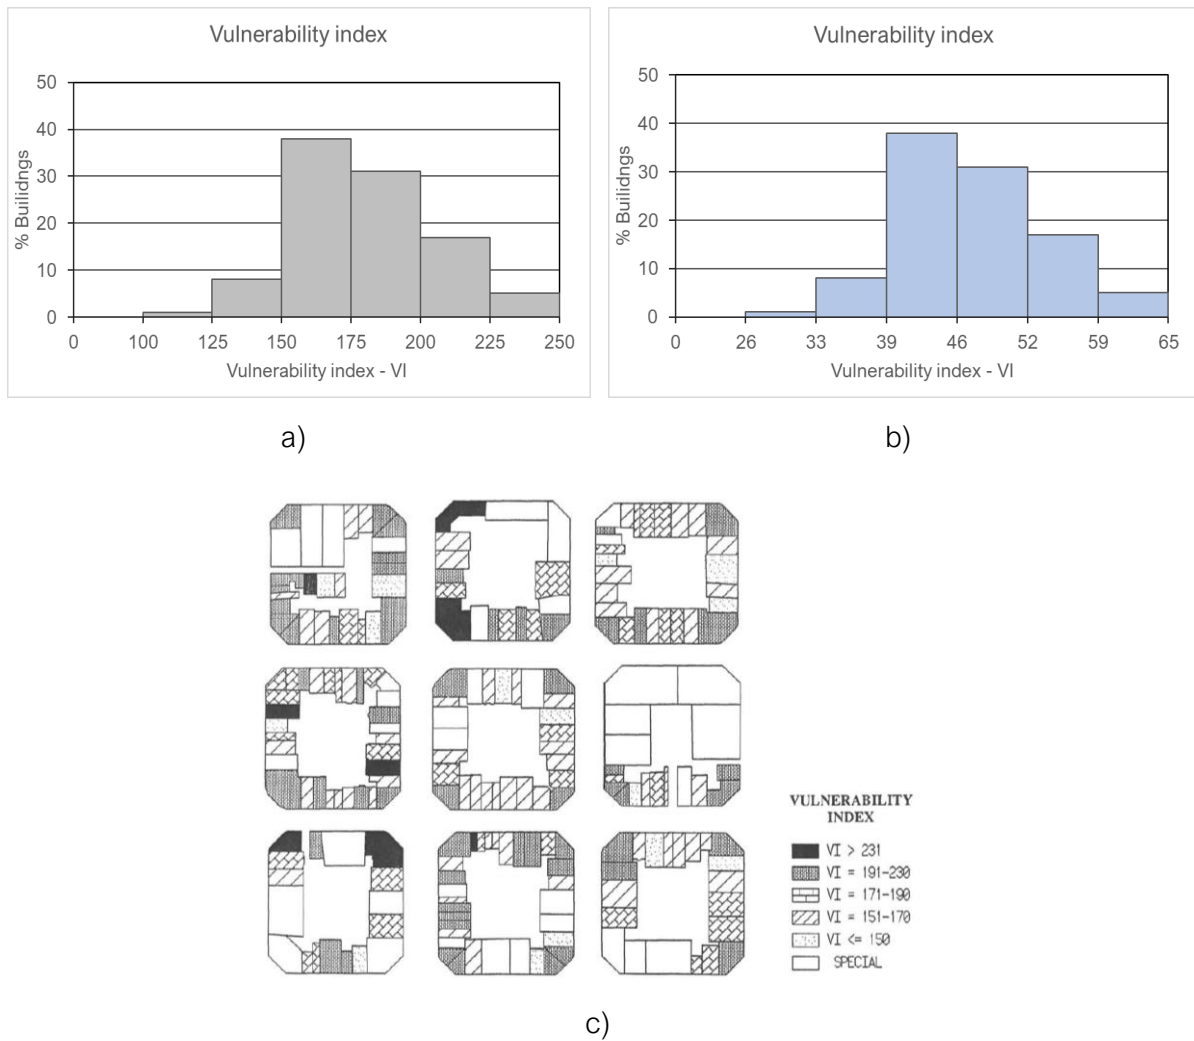 Vulnerability index
50
40
30
20
10
0
% Builidngs
0 100 125 150 175 200 225 250
Vulnerability index - VI
a)
Vulnerability index
50
40
30
20
10
0
% Builidngs
0 26 33 39 46 52 59 65
Vulnerability index - VI
b)
VULNERABILITY
INDEX
VI > 231
VI = 191-230
VI = 171-190
VI = 151-170
VI <= 150
SPECIAL
c)